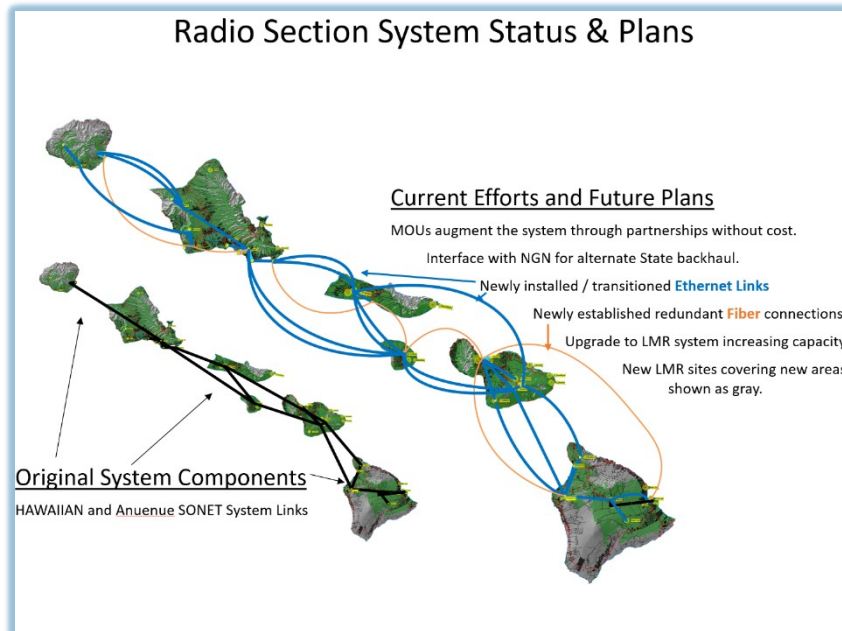 Radio Section System Status & Plans
Current Efforts and Future Plans
MOUs augment the system through partnerships without cost.
Interface with NGN for alternate State backhaul.
Newly installed / transitioned Ethernet Links
Newly established redundant Fiber connections
Upgrade to LMR system increasing capacity
New LMR sites covering new areas
shown as gray.
Original System Components
HAWAIIAN and Anuenue SONET System Links